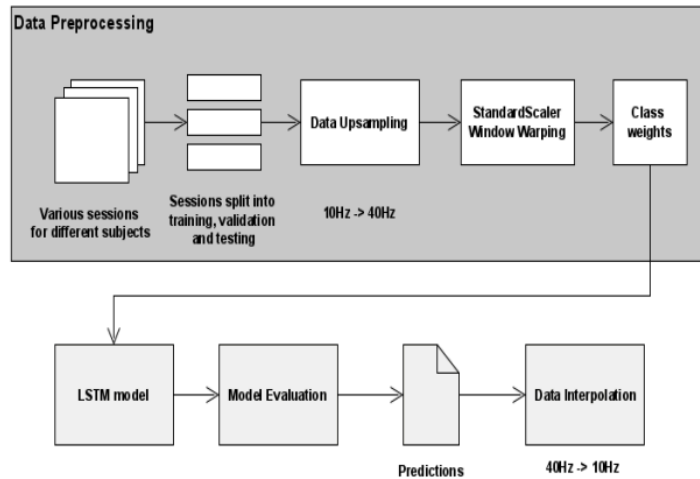 Data Preprocessing
Various sessions
for different subjects
Sessions split into
training, validation
and testing
Data Upsampling
10Hz -> 40Hz
StandardScaler
Window Warping
Class
weights
LSTM model
Model Evaluation
Predictions
Data Interpolation
40Hz -> 10Hz